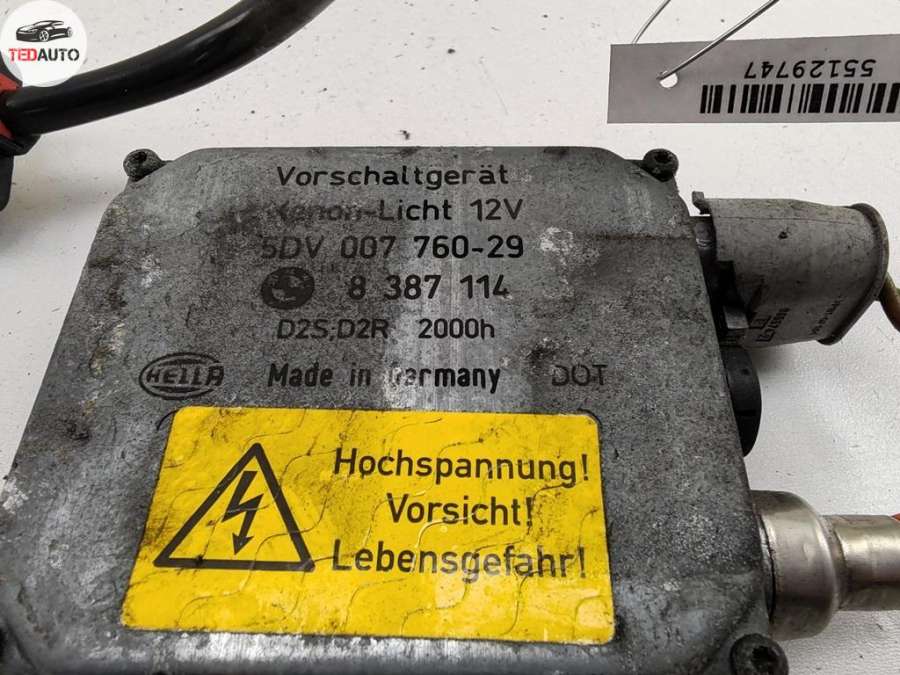 TEDAUTO
55129747
Vorschaltgerät
Xenon-Licht 12V
5DV 007 760-29
8 387 114
D2S,D2R 2000h
HELLA Made in Germany DOT
Hochspannung!
Vorsicht!
Lebensgefahr!